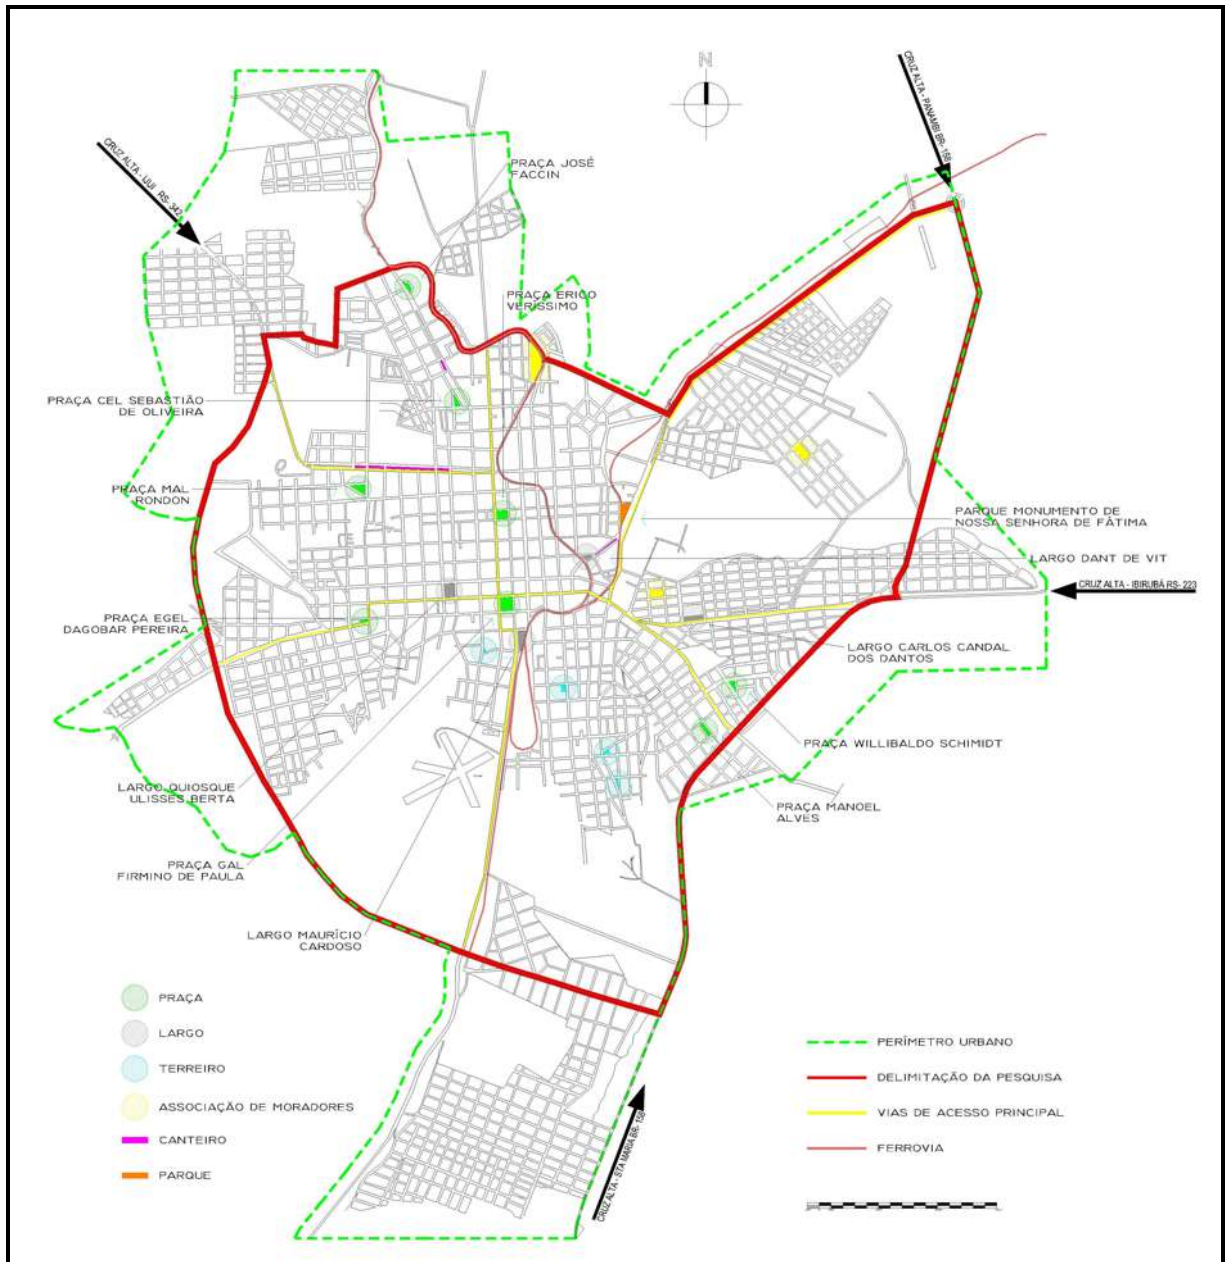 N
CRUZ ALTA - PANAMBI BR- 158
CRUZ ALTA - IJUI RS- 342
PRAÇA JOSÉ
FACCIN
PRAÇA ERICO
VERÍSSIMO
PRAÇA CEL SEBASTIÃO
DE OLIVEIRA
PRAÇA MAL
RONDON
PARQUE MONUMENTO DE
NOSSA SENHORA DE FÁTIMA
LARGO DANT DE VIT
CRUZ ALTA - IBIRUBÁ RS- 223
PRAÇA EGEL
DAGOBAR PEREIRA
LARGO CARLOS CANDAL
DOS DANTOS
PRAÇA WILLIBALDO SCHIMIDT
LARGO QUIOSQUE
ULISSES BERTA
PRAÇA MANOEL
ALVES
PRAÇA GAL
FIRMINO DE PAULA
LARGO MAURÍCIO
CARDOSO
PRAÇA
LARGO
TERREIRO
ASSOCIAÇÃO DE MORADORES
CANTEIRO
PARQUE
PERÍMETRO URBANO
DELIMITAÇÃO DA PESQUISA
VIAS DE ACESSO PRINCIPAL
FERROVIA
CRUZ ALTA - STA MARIA BR- 158